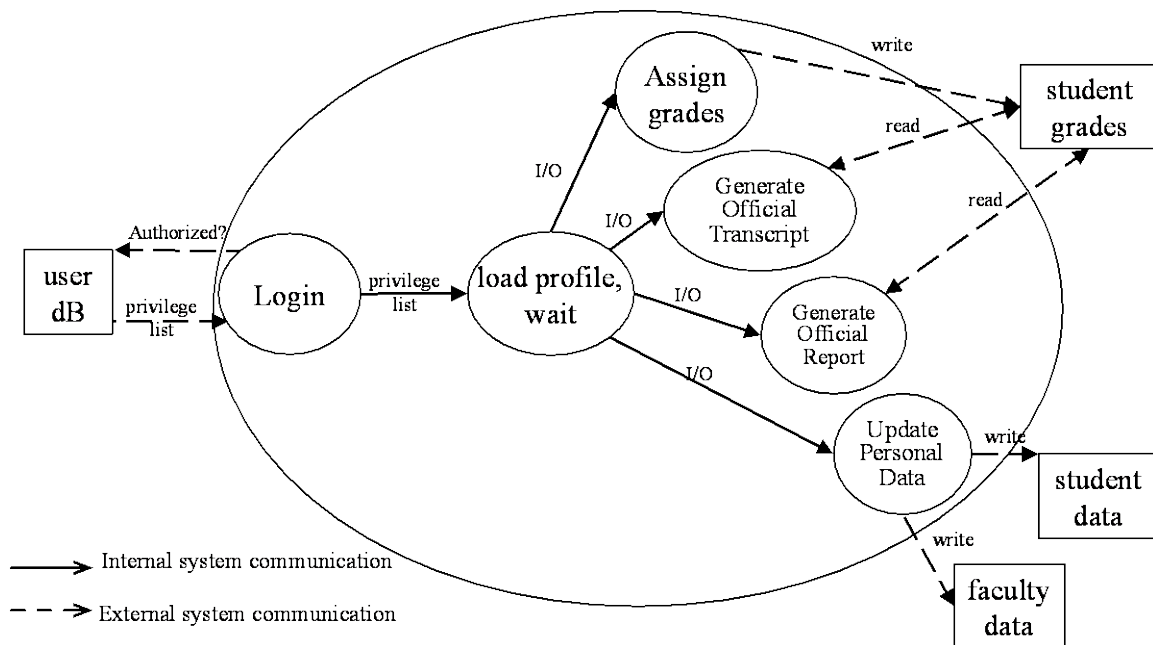 write
Assign
grades
student
grades
read
I/O
Generate
Official
Transcript
read
I/O
Authorized?
user
dB
privilege
list
Login
privilege
list
load profile,
wait
I/O
Generate
Official
Report
I/O
Update
Personal
Data
write
student
data
write
faculty
data
Internal system communication
External system communication